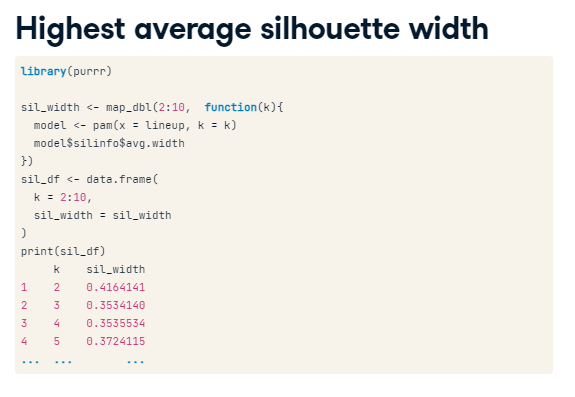 Highest average silhouette width
library(purrr)
sil_width <- map_dbl(2:10,  function(k){
  model <- pam(x = lineup, k = k)
  model$silinfo$avg.width
})
sil_df <- data.frame(
  k = 2:10,
  sil_width = sil_width
)
print(sil_df)
     k    sil_width
1    2    0.4164141
2    3    0.3534140
3    4    0.3535534
4    5    0.3724115
...  ...        ...